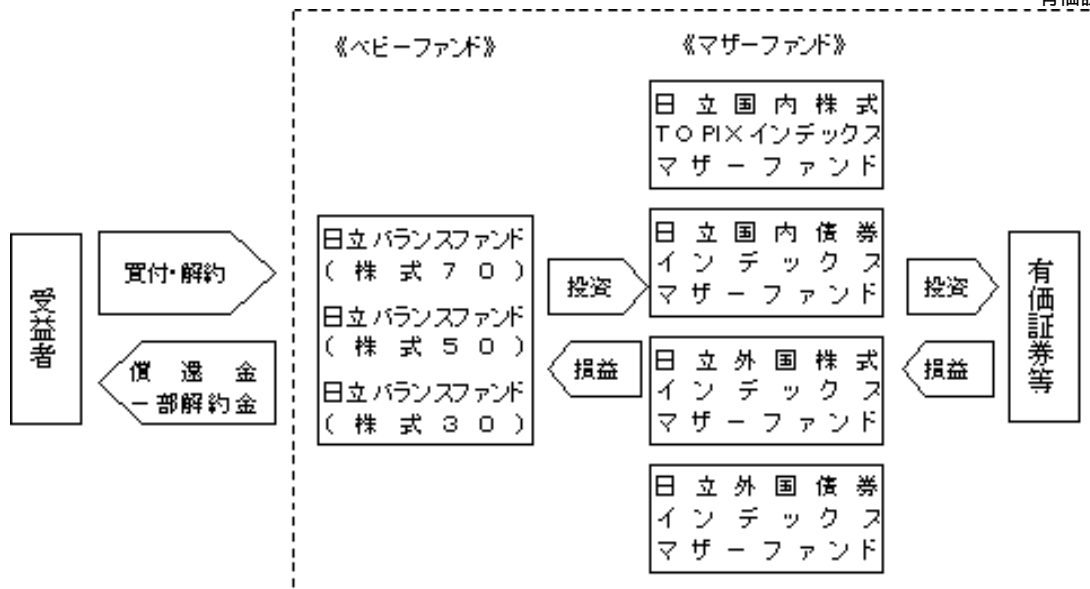 有価証
《ベビーファンド》
《マザーファンド》
受益者
買付・解約
償還金
一部解約金
日立バランスファンド
(株式70)
日立バランスファンド
(株式50)
日立バランスファンド
(株式30)
投資
損益
日立国内株式
TOPIXインデックス
マザーファンド
日立国内債券
インデックス
マザーファンド
日立外国株式
インデックス
マザーファンド
日立外国債券
インデックス
マザーファンド
投資
損益
有価証券等